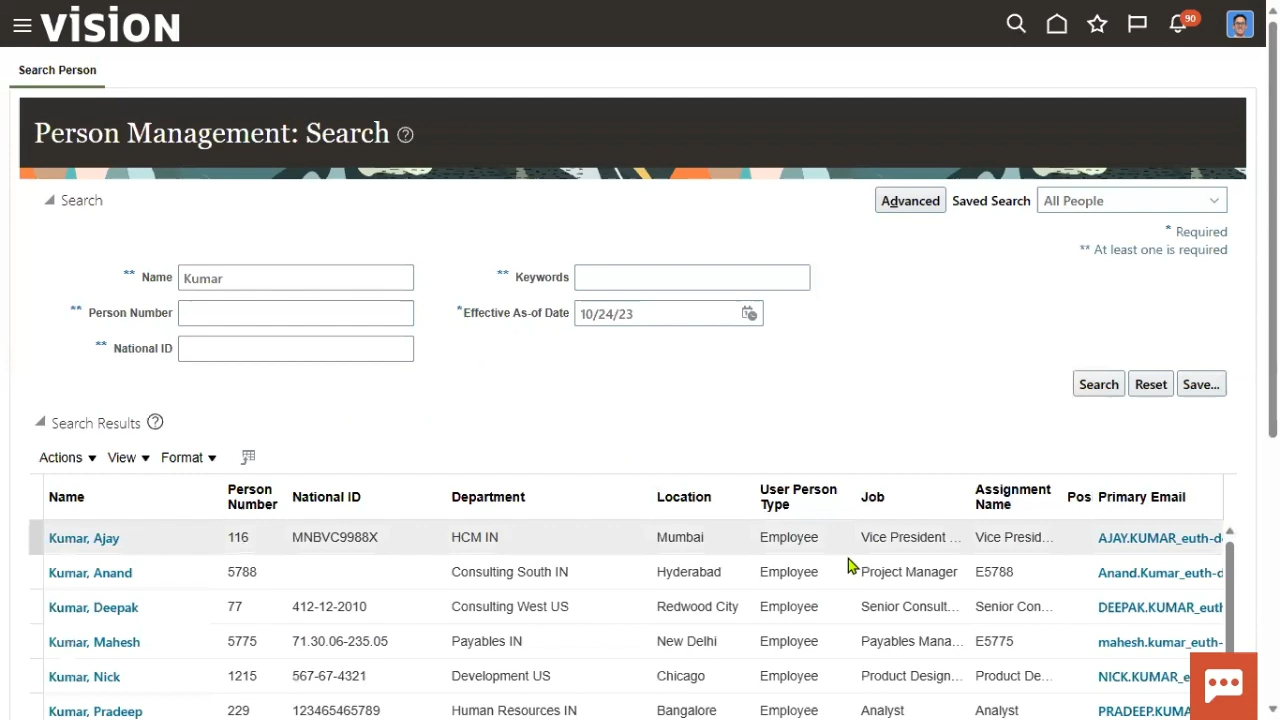 VISION
90
Search Person
Person Management: Search
Search
Advanced Saved Search All People
* Required
** At least one is required
** Name Kumar ** Keywords
** Person Number *Effective As-of Date 10/24/23
** National ID
Search Reset Save...
Search Results
Actions View Format
Name Person Number National ID Department Location User Person Type Job Assignment Name Pos Primary Email
Kumar, Ajay 116 MNBVC9988X HCM IN Mumbai Employee Vice President ... Vice Presid... AJAY.KUMAR_euth-d
Kumar, Anand 5788 Consulting South IN Hyderabad Employee Project Manager E5788 Anand.Kumar_euth-d
Kumar, Deepak 77 412-12-2010 Consulting West US Redwood City Employee Senior Consult... Senior Con... DEEPAK.KUMAR_euth
Kumar, Mahesh 5775 71.30.06-235.05 Payables IN New Delhi Employee Payables Mana... E5775 mahesh.kumar_euth-
Kumar, Nick 1215 567-67-4321 Development US Chicago Employee Product Design... Product De... NICK.KUMAR_e
Kumar, Pradeep 229 123465465789 Human Resources IN Bangalore Employee Analyst Analyst PRADEEP.KUMA